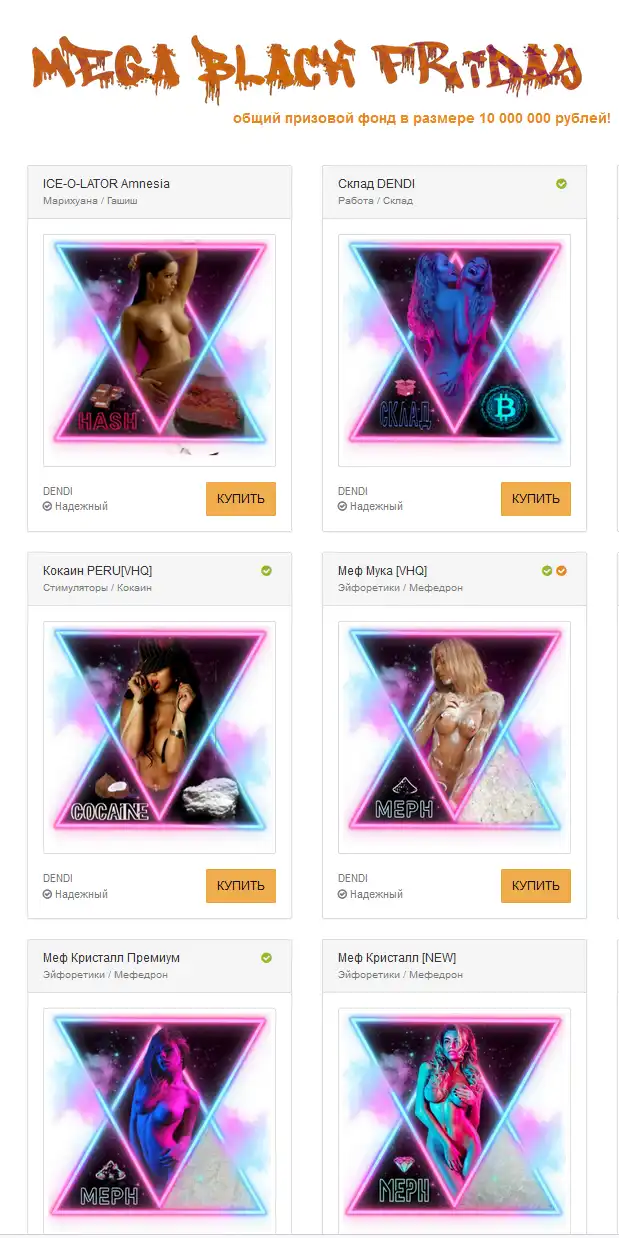 MEGA BLACK FRIDAY
общий призовой фонд в размере 10 000 000 рублей!
ICE-O-LATOR Amnesia
Марихуана / Гашиш
HASH
DENDI
Надежный
КУПИТЬ
Склад DENDI
Работа / Склад
СКЛАД
DENDI
Надежный
КУПИТЬ
Кокаин PERU[VHQ]
Стимуляторы / Кокаин
COCAiNE
DENDI
Надежный
КУПИТЬ
Меф Мука [VHQ]
Эйфоретики / Мефедрон
MEPH
DENDI
Надежный
КУПИТЬ
Меф Кристалл Премиум
Эйфоретики / Мефедрон
MEPH
Меф Кристалл [NEW]
Эйфоретики / Мефедрон
MEPH